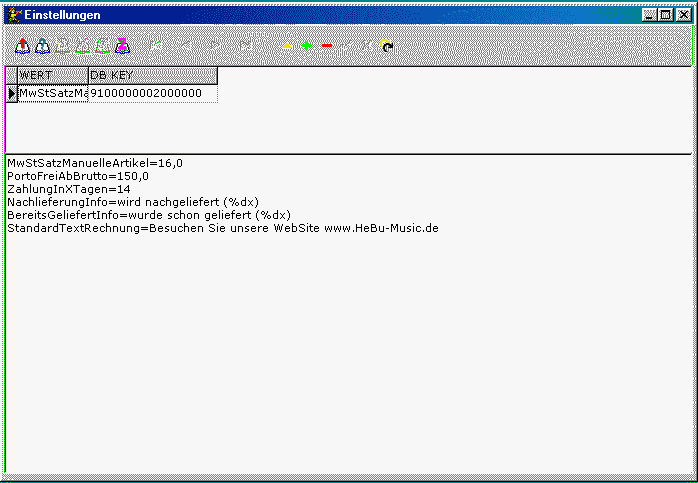 Einstellungen
WERT DB KEY
MwStSatzMa 9100000002000000
MwStSatzManuelleArtikel=16,0
PortoFreiAbBrutto=150,0
ZahlungInXTagen=14
NachlieferungInfo=wird nachgeliefert (%dx)
BereitsGeliefertInfo=wurde schon geliefert (%dx)
StandardTextRechnung=Besuchen Sie unsere WebSite www.HeBu-Music.de